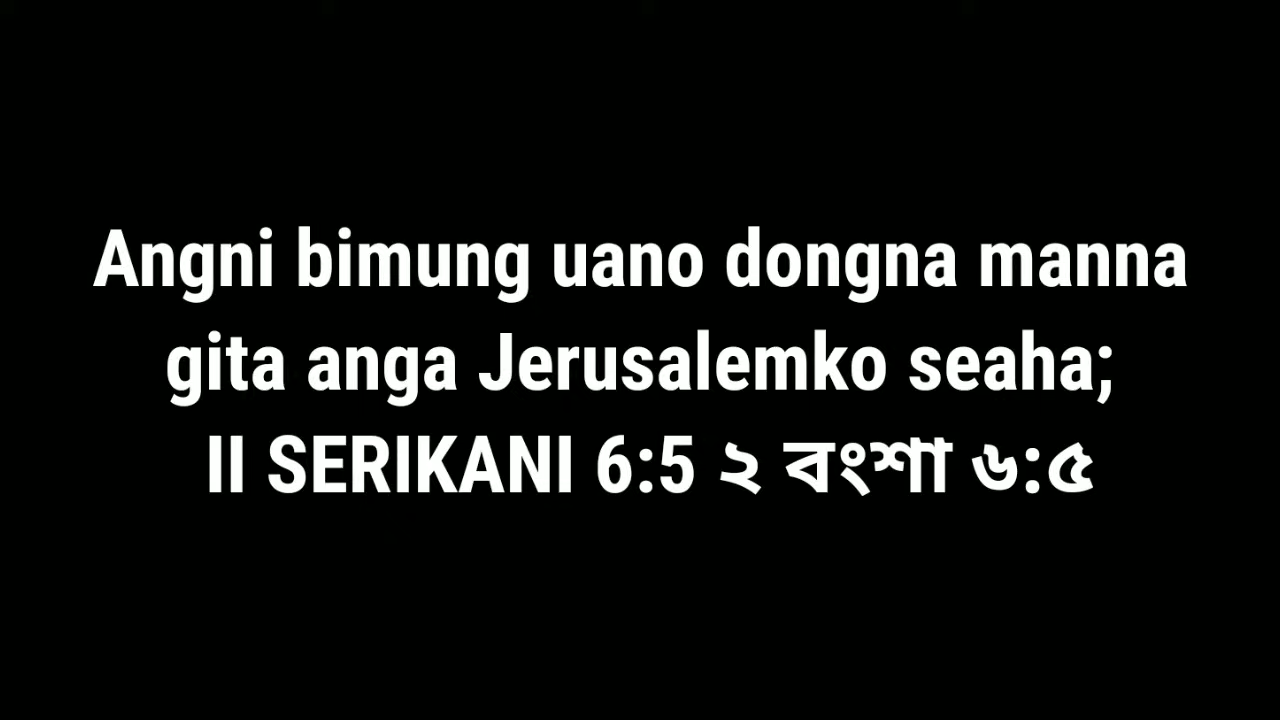 Angni bimung uano dongna manna
gita anga Jerusalemko seaha;
II SERIKANI 6:5 ২ বংশা ৬:৫